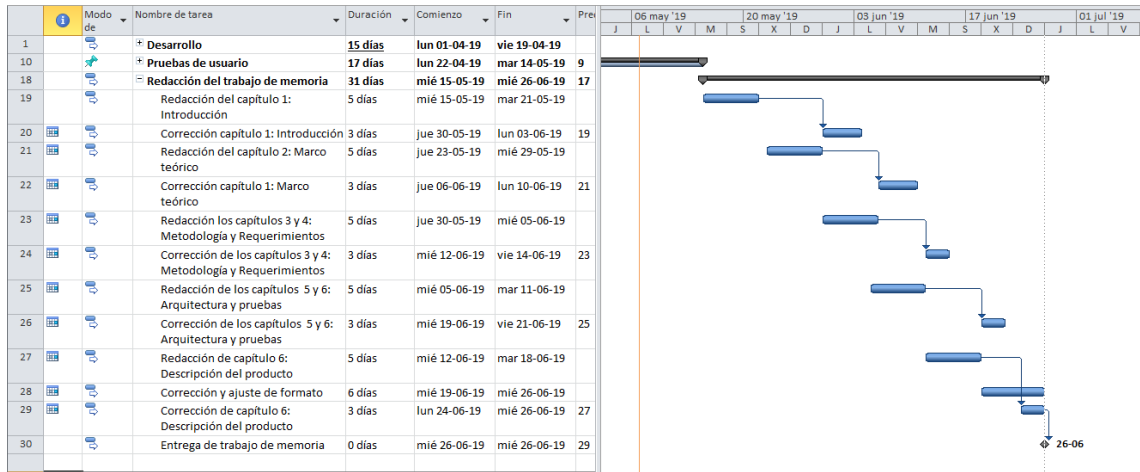 Modo de
Nombre de tarea
Duración
Comienzo
Fin
06 may '19
20 may '19
03 jun '19
17 jun '19
01 jul '19
J L V M S X D J L V M S X D J L V
1 Desarrollo 15 días lun 01-04-19 vie 19-04-19
10 Pruebas de usuario 17 días lun 22-04-19 mar 14-05-19 9
18 Redacción del trabajo de memoria 31 días mié 15-05-19 mié 26-06-19 17
19 Redacción del capítulo 1: 5 días mié 15-05-19 mar 21-05-19
Introducción
20 Corrección capítulo 1: Introducción 3 días jue 30-05-19 lun 03-06-19 19
21 Redacción del capítulo 2: Marco 5 días jue 23-05-19 mié 29-05-19
teórico
22 Corrección capítulo 1: Marco 3 días jue 06-06-19 lun 10-06-19 21
teórico
23 Redacción los capítulos 3 y 4: 5 días jue 30-05-19 mié 05-06-19
Metodología y Requerimientos
24 Corrección de los capítulos 3 y 4: 3 días mié 12-06-19 vie 14-06-19 23
Metodología y Requerimientos
25 Redacción de los capítulos 5 y 6: 5 días mié 05-06-19 mar 11-06-19
Arquitectura y pruebas
26 Corrección de los capítulos 5 y 6: 3 días mié 19-06-19 vie 21-06-19 25
Arquitectura y pruebas
27 Redacción de capítulo 6: 5 días mié 12-06-19 mar 18-06-19
Descripción del producto
28 Corrección y ajuste de formato 6 días mié 19-06-19 mié 26-06-19
29 Corrección de capítulo 6: 3 días lun 24-06-19 mié 26-06-19 27
Descripción del producto
30 Entrega de trabajo de memoria 0 días mié 26-06-19 mié 26-06-19 29
26-06